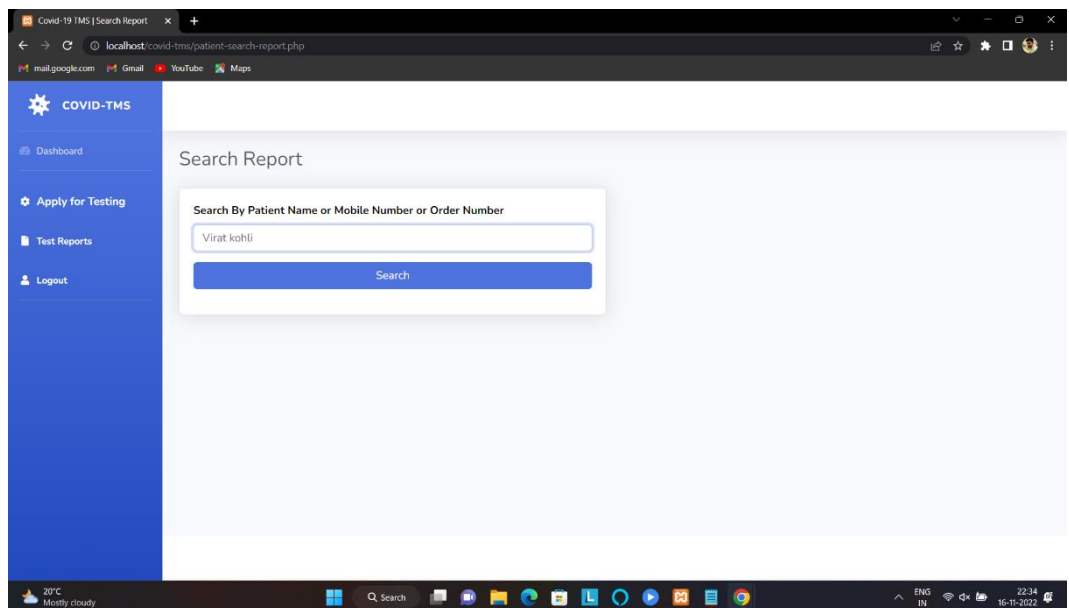 Covid-19 TMS | Search Report
localhost/covid-tms/patient-search-report.php
mail.google.com Gmail YouTube Maps
COVID-TMS
Dashboard
Search Report
Apply for Testing
Search By Patient Name or Mobile Number or Order Number
Virat kohli
Test Reports
Search
Logout
20°C
Mostly cloudy
Search
L
ENG
IN
22:34
16-11-2022